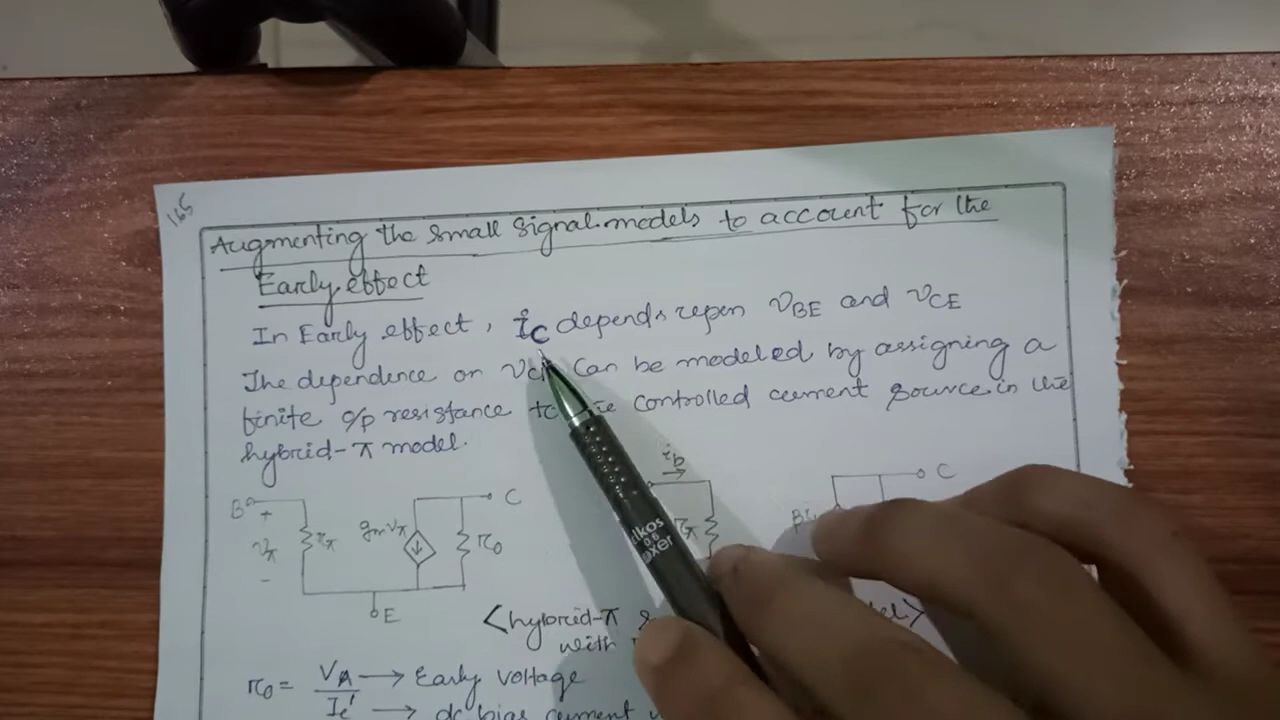 165
Augmenting the small signal models to account for the
Early effect
In Early effect, ic depends upon vBE and vCE
The dependence on can be modeled by assigning a
finite o/p resistance controlled current source in the
hybrid-π model.
ib
B + vπ - rπ gmvπ ro C
rπ C
E
<hybrid-π
with
ro = VA/Ic' → Early voltage
→ dc bias current